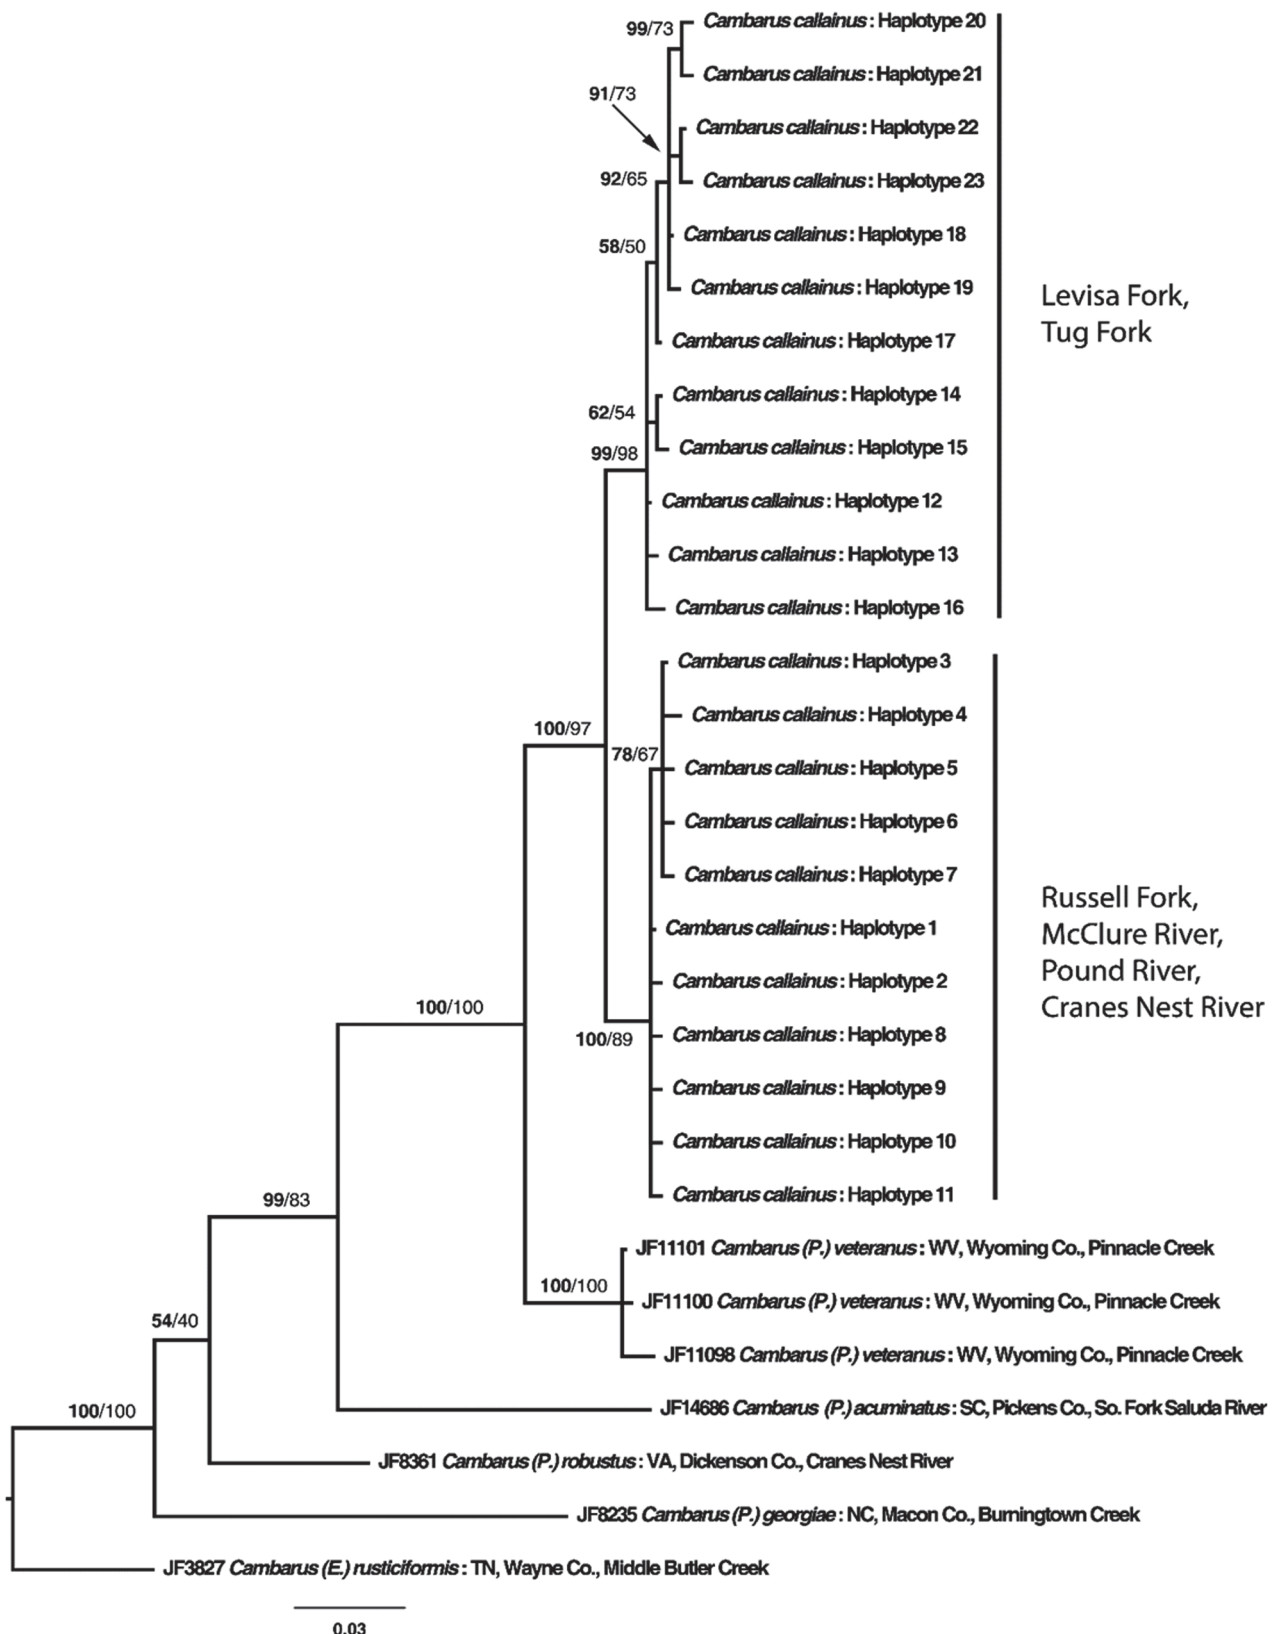 99/73
Cambarus callainus: Haplotype 20
Cambarus callainus: Haplotype 21
91/73
Cambarus callainus: Haplotype 22
92/65
Cambarus callainus: Haplotype 23
58/50
Cambarus callainus: Haplotype 18
Cambarus callainus: Haplotype 19
Levisa Fork,
Tug Fork
Cambarus callainus: Haplotype 17
Cambarus callainus: Haplotype 14
62/54
Cambarus callainus: Haplotype 15
99/98
Cambarus callainus: Haplotype 12
Cambarus callainus: Haplotype 13
Cambarus callainus: Haplotype 16
Cambarus callainus: Haplotype 3
Cambarus callainus: Haplotype 4
100/97
78/67
Cambarus callainus: Haplotype 5
Cambarus callainus: Haplotype 6
Cambarus callainus: Haplotype 7
Russell Fork,
McClure River,
Pound River,
Cranes Nest River
Cambarus callainus: Haplotype 1
Cambarus callainus: Haplotype 2
100/100
Cambarus callainus: Haplotype 8
100/89
Cambarus callainus: Haplotype 9
Cambarus callainus: Haplotype 10
Cambarus callainus: Haplotype 11
99/83
JF11101 Cambarus (P.) veteranus: WV, Wyoming Co., Pinnacle Creek
100/100
JF11100 Cambarus (P.) veteranus: WV, Wyoming Co., Pinnacle Creek
54/40
JF11098 Cambarus (P.) veteranus: WV, Wyoming Co., Pinnacle Creek
100/100
JF14686 Cambarus (P.) acuminatus: SC, Pickens Co., So. Fork Saluda River
JF8361 Cambarus (P.) robustus: VA, Dickenson Co., Cranes Nest River
JF8235 Cambarus (P.) georgiae: NC, Macon Co., Burningtown Creek
JF3827 Cambarus (E.) rusticiformis: TN, Wayne Co., Middle Butler Creek
0.03